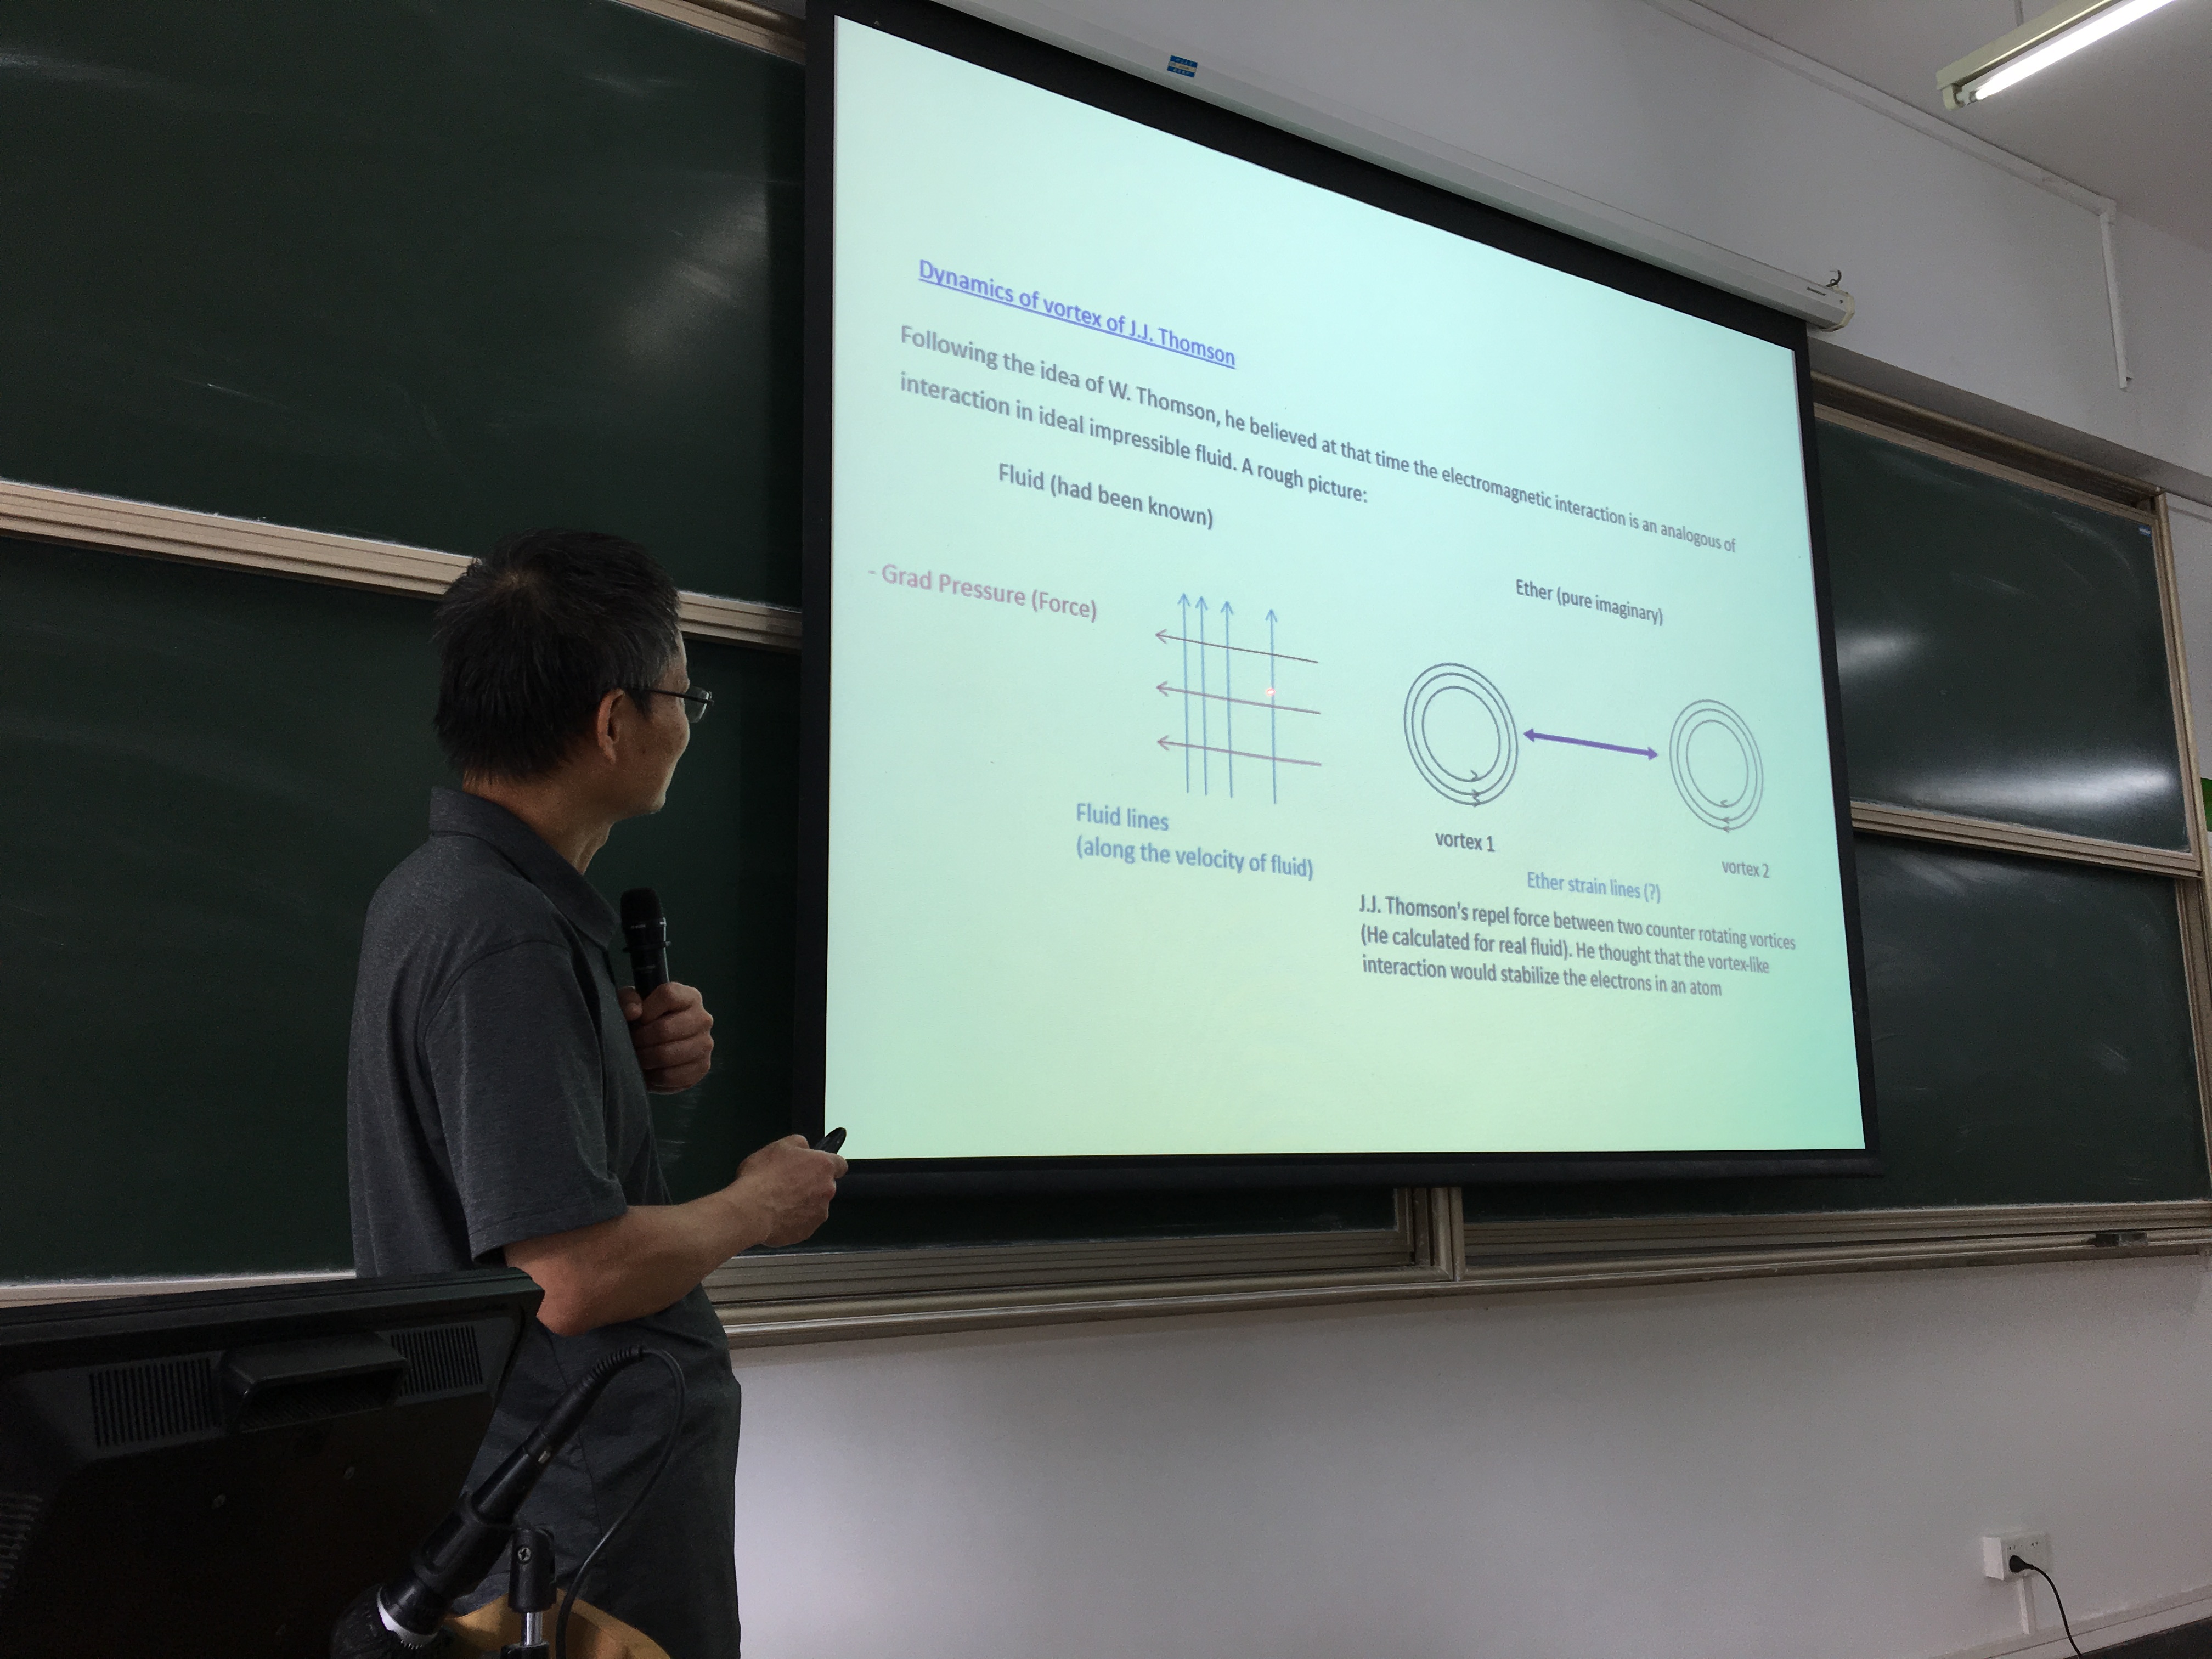 Dynamics of vortex of J.J. Thomson
Following the idea of W. Thomson, he believed at that time the electromagnetic interaction is an analogous of
interaction in ideal impressible fluid. A rough picture:
Fluid (had been known)
Ether (pure imaginary)
- Grad Pressure (Force)
Fluid lines
(along the velocity of fluid)
vortex 1
vortex 2
Ether strain lines (?)
J.J. Thomson's repel force between two counter rotating vortices
(He calculated for real fluid). He thought that the vortex-like
interaction would stabilize the electrons in an atom